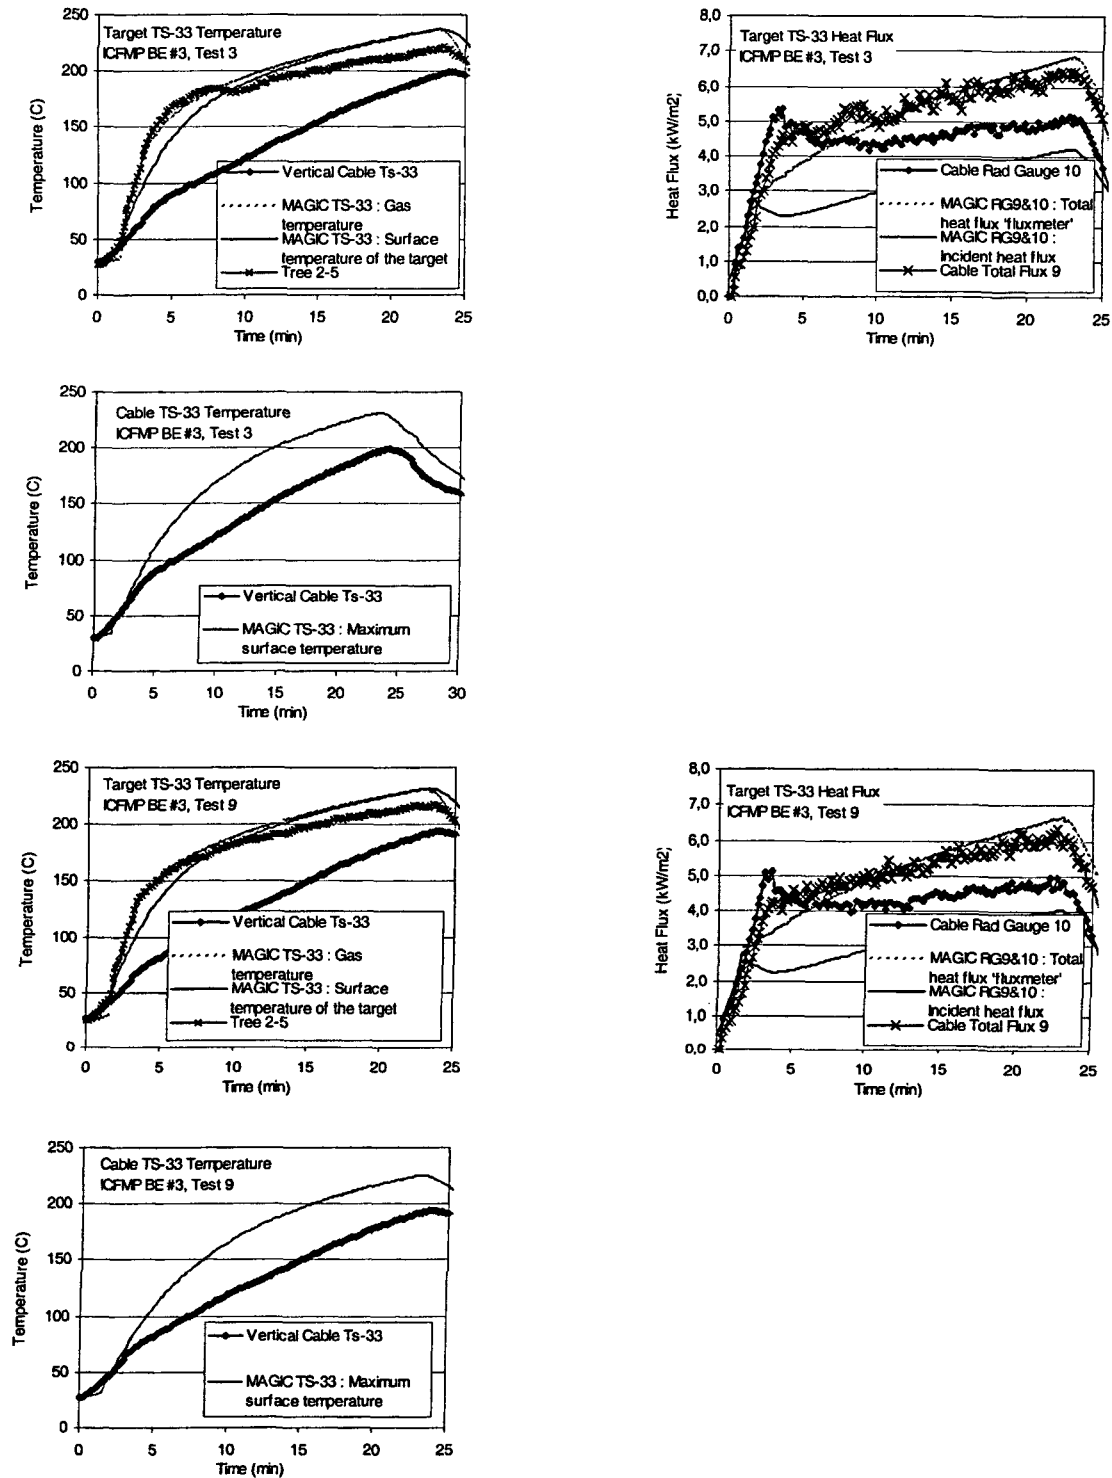 Target TS-33 Temperature
ICFMP BE #3, Test 3
Temperature (C)
250
200
150
100
50
0
Vertical Cable Ts-33
MAGIC TS-33 : Gas
temperature
MAGIC TS-33 : Surface
temperature of the target
Tree 2-5
0 5 10 15 20 25
Time (min)
Target TS-33 Heat Flux
ICFMP BE #3, Test 3
Heat Flux (kW/m2;
8,0
7,0
6,0
5,0
4,0
3,0
2,0
1,0
0,0
Cable Rad Gauge 10
MAGIC RG9&10 : Total
heat flux 'fluxmeter'
MAGIC RG9&10 :
Incident heat flux
Cable Total Flux 9
0 5 10 15 20 25
Time (min)
Cable TS-33 Temperature
ICFMP BE #3, Test 3
Temperature (C)
250
200
150
100
50
0
Vertical Cable Ts-33
MAGIC TS-33 : Maximum
surface temperature
0 5 10 15 20 25 30
Time (min)
Target TS-33 Temperature
ICFMP BE #3, Test 9
Temperature (C)
250
200
150
100
50
0
Vertical Cable Ts-33
MAGIC TS-33 : Gas
temperature
MAGIC TS-33 : Surface
temperature of the target
Tree 2-5
0 5 10 15 20 25
Time (min)
Target TS-33 Heat Flux
ICFMP BE #3, Test 9
Heat Flux (kW/m2;
8,0
7,0
6,0
5,0
4,0
3,0
2,0
1,0
0,0
Cable Rad Gauge 10
MAGIC RG9&10 : Total
heat flux 'fluxmeter'
MAGIC RG9&10 :
Incident heat flux
Cable Total Flux 9
0 5 10 15 20 25
Time (min)
Cable TS-33 Temperature
ICFMP BE #3, Test 9
Temperature (C)
250
200
150
100
50
0
Vertical Cable Ts-33
MAGIC TS-33 : Maximum
surface temperature
0 5 10 15 20 25
Time (min)